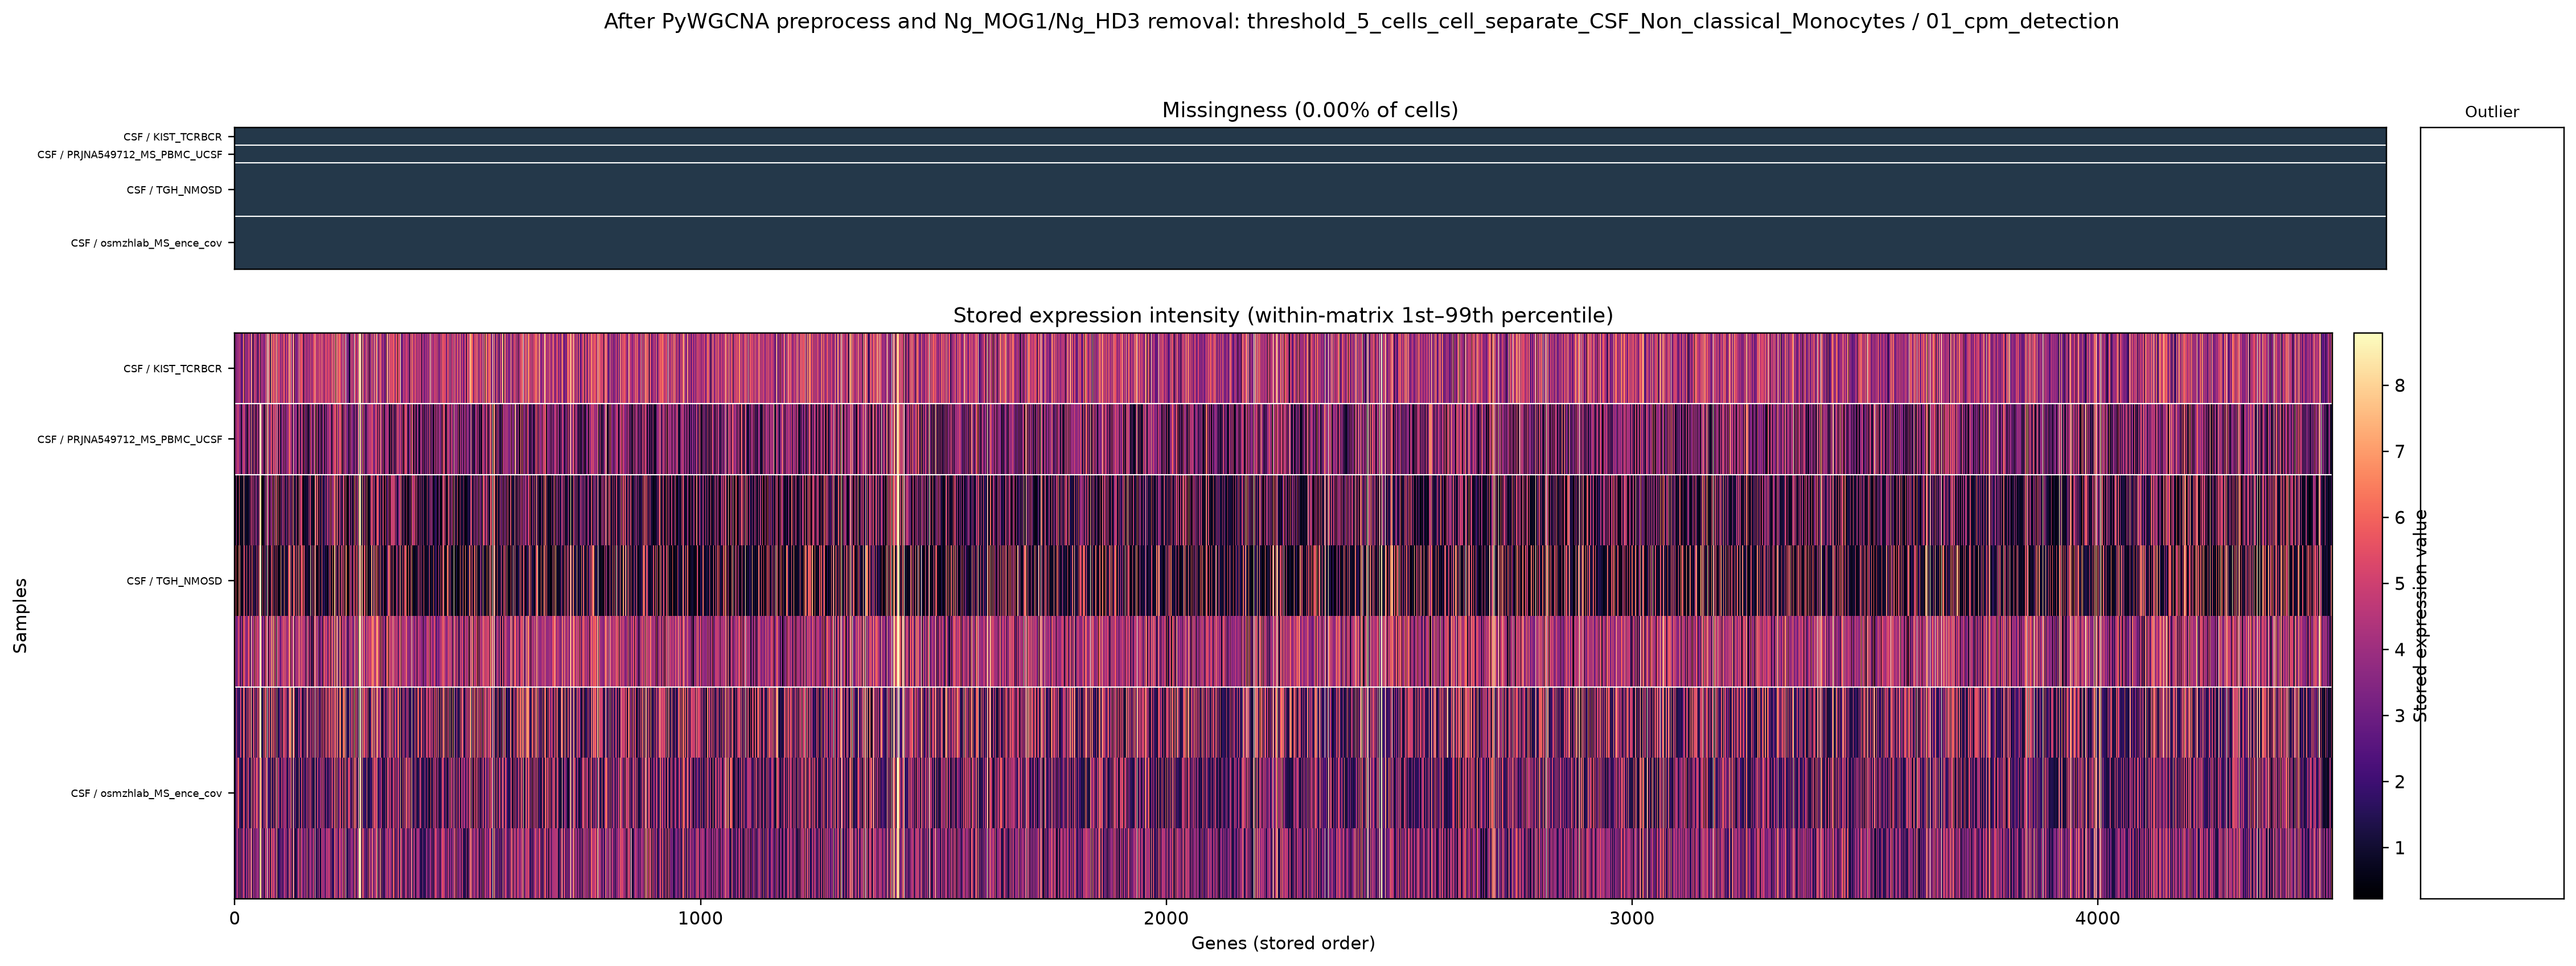 After PyWGCNA preprocess and Ng_MOG1/Ng_HD3 removal: threshold_5_cells_cell_separate_CSF_Non_classical_Monocytes / 01_cpm_detection
Missingness (0.00% of cells)
Outlier
CSF / KIST_TCRBCR
CSF / PRJNA549712_MS_PBMC_UCSF
CSF / TGH_NMOSD
CSF / osmzhlab_MS_ence_cov
Stored expression intensity (within-matrix 1st–99th percentile)
Samples
CSF / KIST_TCRBCR
CSF / PRJNA549712_MS_PBMC_UCSF
CSF / TGH_NMOSD
CSF / osmzhlab_MS_ence_cov
8
7
6
5
4
3
2
1
Stored expression value
0 1000 2000 3000 4000
Genes (stored order)